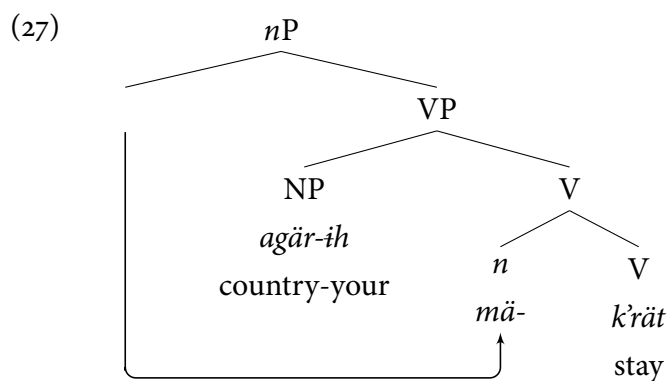 (27) nP
VP
NP V
agär-ɨh
n V
country-your
mä- k’rät
stay